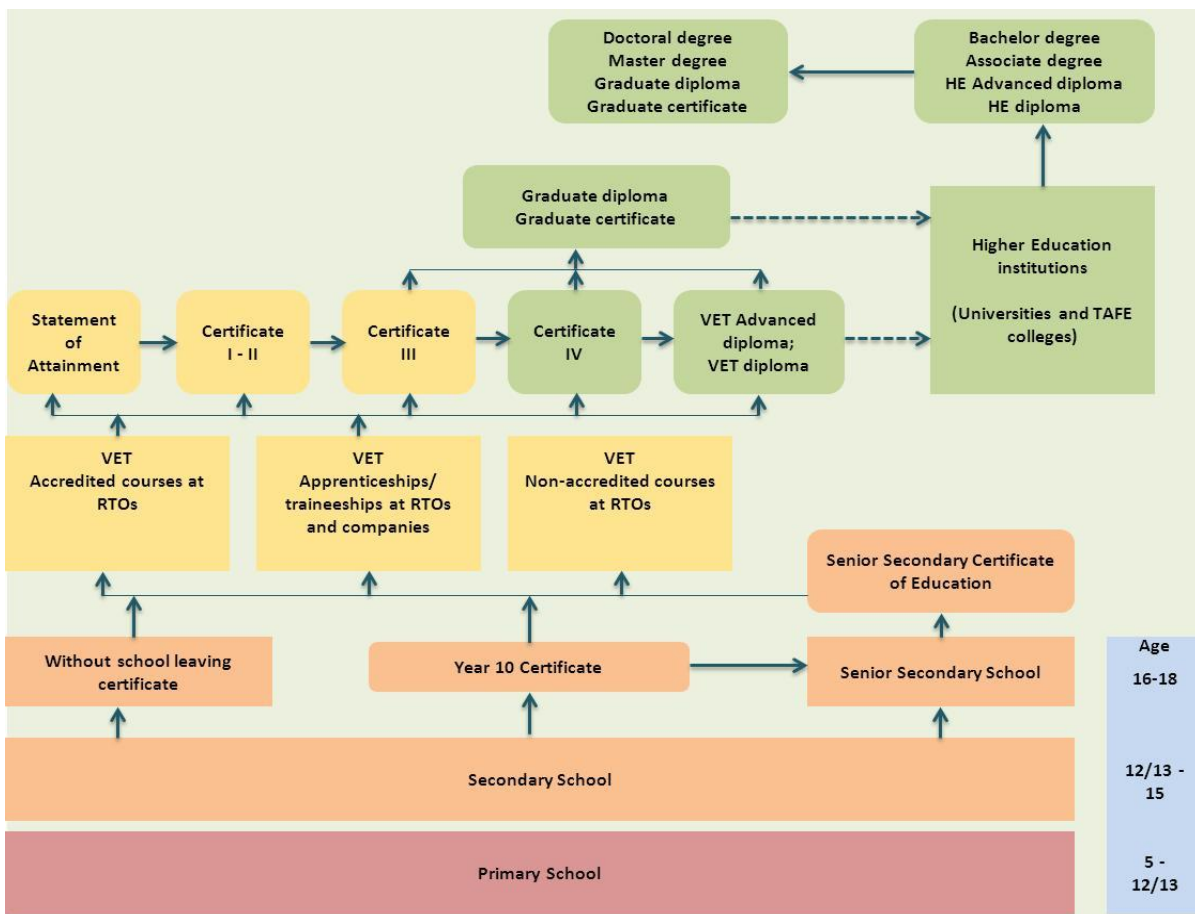 Doctoral degree
Master degree
Graduate diploma
Graduate certificate
Bachelor degree
Associate degree
HE Advanced diploma
HE diploma
Graduate diploma
Graduate certificate
Higher Education
institutions
(Universities and TAFE
colleges)
Statement
of
Attainment
Certificate
I - II
Certificate
III
Certificate
IV
VET Advanced
diploma;
VET diploma
VET
Accredited courses at
RTOs
VET
Apprenticeships/
traineeships at RTOs
and companies
VET
Non-accredited courses
at RTOs
Senior Secondary Certificate
of Education
Without school leaving
certificate
Year 10 Certificate
Senior Secondary School
Age
16-18
Secondary School
12/13 -
15
Primary School
5 -
12/13